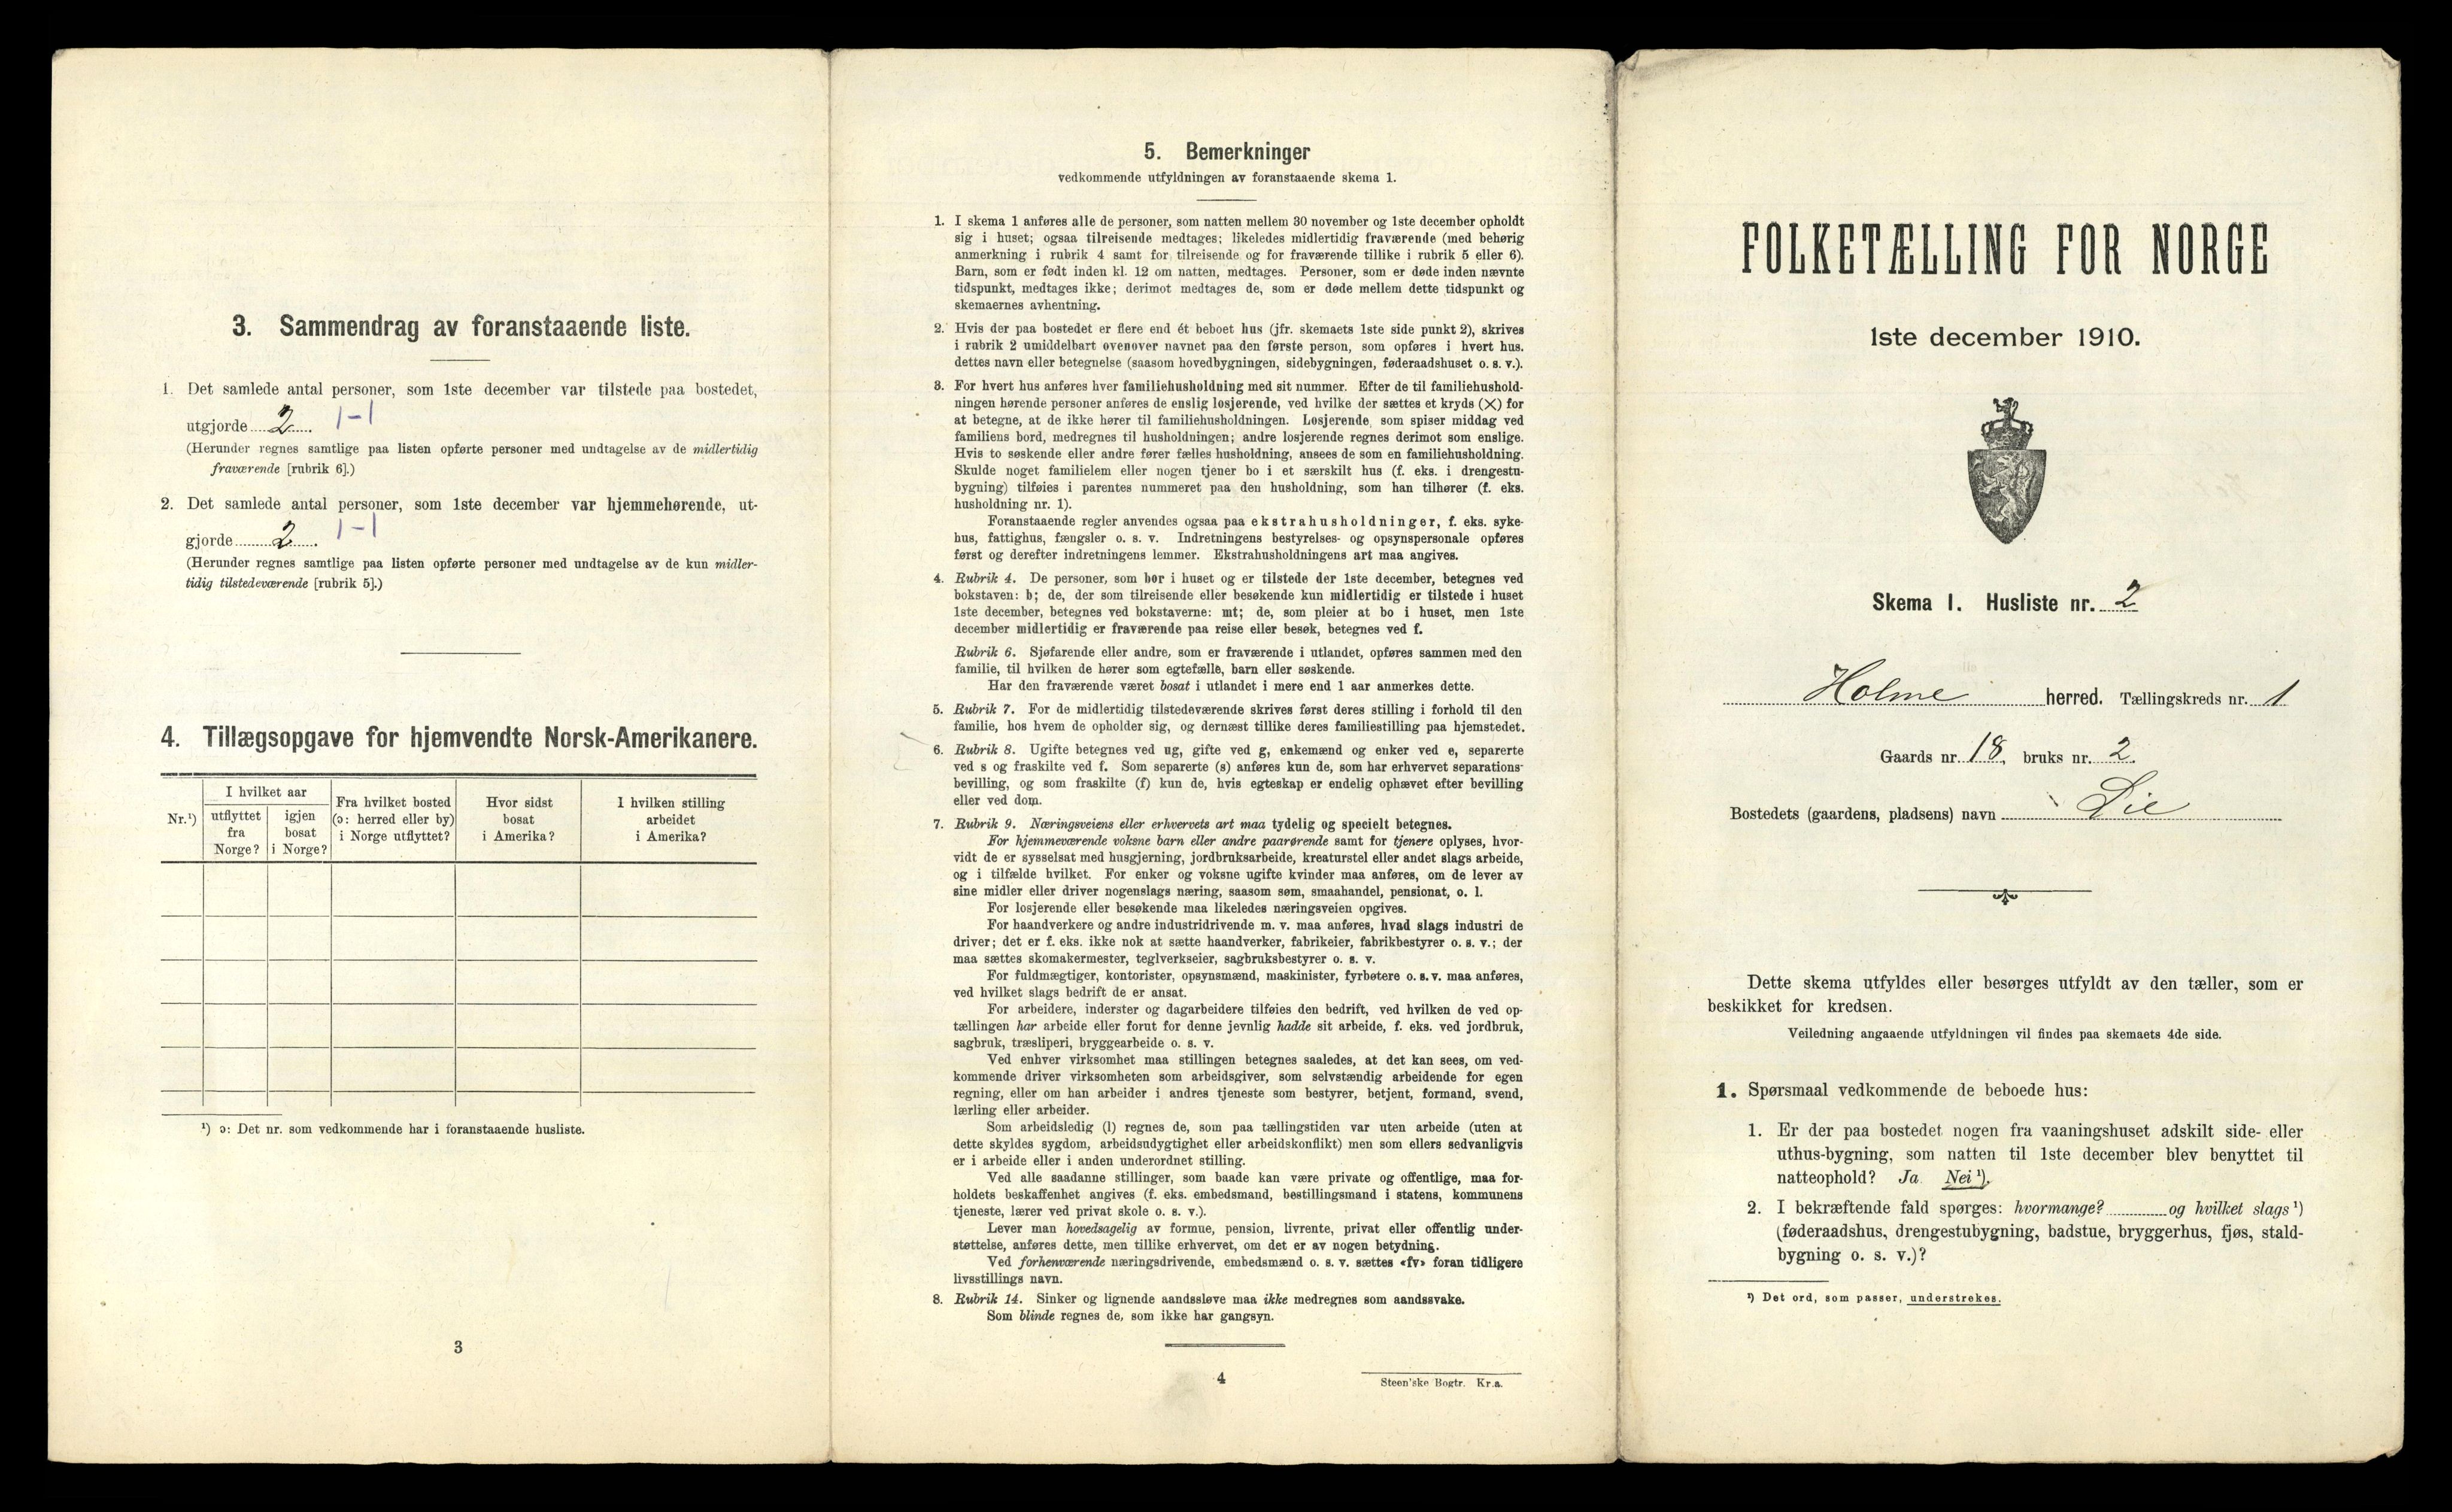 3. Sammendrag av foranstaaende liste.
1. Det samlede antal personer, som 1ste december var tilstede paa bostedet,
utgjorde 2. 1-1
(Herunder regnes samtlige paa listen opførte personer med undtagelse av de midlertidig
fraværende [rubrik 6].)
2. Det samlede antal personer, som 1ste december var hjemmehørende, ut-
gjorde 2. 1-1
(Herunder regnes samtlige paa listen opførte personer med undtagelse av de kun midler-
tidig tilstedeværende [rubrik 5].)
4. Tillægsopgave for hjemvendte Norsk-Amerikanere.
Nr.¹)
I hvilket aar
utflyttet
fra
Norge?
igjen
bosat
i Norge?
Fra hvilket bosted
(ɔ: herred eller by)
i Norge utflyttet?
Hvor sidst
bosat
i Amerika?
I hvilken stilling
arbeidet
i Amerika?
¹) ɔ: Det nr. som vedkommende har i foranstaaende husliste.
3
5. Bemerkninger
vedkommende utfyldningen av foranstaaende skema 1.
1. I skema 1 anføres alle de personer, som natten mellem 30 november og 1ste december opholdt
sig i huset; ogsaa tilreisende medtages; likeledes midlertidig fraværende (med behørig
anmerkning i rubrik 4 samt for tilreisende og for fraværende tillike i rubrik 5 eller 6).
Barn, som er født inden kl. 12 om natten, medtages. Personer, som er døde inden nævnte
tidspunkt, medtages ikke; derimot medtages de, som er døde mellem dette tidspunkt og
skemaernes avhentning.
2. Hvis der paa bostedet er flere end ét beboet hus (jfr. skemaets 1ste side punkt 2), skrives
i rubrik 2 umiddelbart ovenover navnet paa den første person, som opføres i hvert hus.
dettes navn eller betegnelse (saasom hovedbygningen, sidebygningen, føderaadshuset o. s. v.).
3. For hvert hus anføres hver familiehusholdning med sit nummer. Efter de til familiehushold-
ningen hørende personer anføres de enslig losjerende, ved hvilke der sættes et kryds (×) for
at betegne, at de ikke hører til familiehusholdningen. Losjerende som spiser middag ved
familiens bord, medregnes til husholdningen; andre losjerende regnes derimot som enslige.
Hvis to søskende eller andre fører fælles husholdning, ansees de som en familiehusholdning.
Skulde noget familielem eller nogen tjener bo i et særskilt hus (f. eks. i drengestu-
bygning) tilføies i parentes nummeret paa den husholdning, som han tilhører (f. eks.
husholdning nr. 1).
Foranstaaende regler anvendes ogsaa paa ekstrahusholdninger, f. eks. syke-
hus, fattighus, fængsler o. s. v. Indretningens bestyrelses- og opsynspersonale opføres
først og derefter indretningens lemmer. Ekstrahusholdningens art maa angives.
4. Rubrik 4. De personer, som bor i huset og er tilstede der 1ste december, betegnes ved
bokstaven: b; de, der som tilreisende eller besøkende kun midlertidig er tilstede i huset
1ste december, betegnes ved bokstaverne: mt; de, som pleier at bo i huset, men 1ste
december midlertidig er fraværende paa reise eller besøk, betegnes ved f.
Rubrik 6. Sjøfarende eller andre, som er fraværende i utlandet, opføres sammen med den
familie, til hvilken de hører som egtefælle, barn eller søskende.
Har den fraværende været bosat i utlandet i mere end 1 aar anmerkes dette.
5. Rubrik 7. For de midlertidig tilstedeværende skrives først deres stilling i forhold til den
familie, hos hvem de opholder sig, og dernæst tillike deres familiestilling paa hjemstedet.
6. Rubrik 8. Ugifte betegnes ved ug, gifte ved g, enkemænd og enker ved e, separerte
ved s og fraskilte ved f. Som separerte (s) anføres kun de, som har erhvervet separations-
bevilling, og som fraskilte (f) kun de, hvis egteskap er endelig ophævet efter bevilling
eller ved dom.
7. Rubrik 9. Næringsveiens eller erhvervets art maa tydelig og specielt betegnes.
For hjemmeværende voksne barn eller andre paarørende samt for tjenere oplyses, hvor-
vidt de er sysselsat med husgjerning, jordbruksarbeide, kreaturstel eller andet slags arbeide,
og i tilfælde hvilket. For enker og voksne ugifte kvinder maa anføres, om de lever av
sine midler eller driver nogenslags næring, saasom søm, smaahandel, pensionat, o. l.
For losjerende eller besøkende maa likeledes næringsveien opgives.
For haandverkere og andre industridrivende m. v. maa anføres, hvad slags industri de
driver; det er f. eks. ikke nok at sætte haandverker, fabrikeier, fabrikbestyrer o. s. v.; der
maa sættes skomakermester, teglverkseier, sagbruksbestyrer o. s. v.
For fuldmægtiger, kontorister, opsynsmænd, maskinister, fyrbøtere o. s. v. maa anføres,
ved hvilket slags bedrift de er ansat.
For arbeidere, inderster og dagarbeidere tilføies den bedrift, ved hvilken de ved op-
tællingen har arbeide eller forut for denne jevnlig hadde sit arbeide, f. eks. ved jordbruk,
sagbruk, træsliperi, bryggearbeide o. s. v.
Ved enhver virksomhet maa stillingen betegnes saaledes, at det kan sees, om ved-
kommende driver virksomheten som arbeidsgiver, som selvstændig arbeidende for egen
regning, eller om han arbeider i andres tjeneste som bestyrer, betjent, formand, svend,
lærling eller arbeider.
Som arbeidsledig (l) regnes de, som paa tællingstiden var uten arbeide (uten at
dette skyldes sygdom, arbeidsudygtighet eller arbeidskonflikt) men som ellers sedvanligvis
er i arbeide eller i anden underordnet stilling.
Ved alle saadanne stillinger, som baade kan være private og offentlige, maa for-
holdets beskaffenhet angives (f. eks. embedsmand, bestillingsmand i statens, kommunens
tjeneste, lærer ved privat skole o. s. v.).
Lever man hovedsagelig av formue, pension, livrente, privat eller offentlig under-
støttelse, anføres dette, men tillike erhvervet, om det er av nogen betydning.
Ved forhenværende næringsdrivende, embedsmænd o. s. v. sættes «fv» foran tidligere
livsstillings navn.
8. Rubrik 14. Sinker og lignende aandssløve maa ikke medregnes som aandssvake.
Som blinde regnes de, som ikke har gangsyn.
4
Steen'ske Bogtr. Kr.a.
FOLKETÆLLING FOR NORGE
1ste december 1910.
Skema I. Husliste nr. 2
Holme herred. Tællingskreds nr. 1
Gaards nr. 18, bruks nr. 2.
Bostedets (gaardens, pladsens) navn Lie
Dette skema utfyldes eller besørges utfyldt av den tæller, som er
beskikket for kredsen.
Veiledning angaaende utfyldningen vil findes paa skemaets 4de side.
1. Spørsmaal vedkommende de beboede hus:
1. Er der paa bostedet nogen fra vaaningshuset adskilt side- eller
uthus-bygning, som natten til 1ste december blev benyttet til
natteophold? Ja Nei ¹).
2. I bekræftende fald spørges: hvormange? og hvilket slags ¹)
(føderaadshus, drengestubygning, badstue, bryggerhus, fjøs, stald-
bygning o. s. v.)?
¹) Det ord, som passer, understrekes.